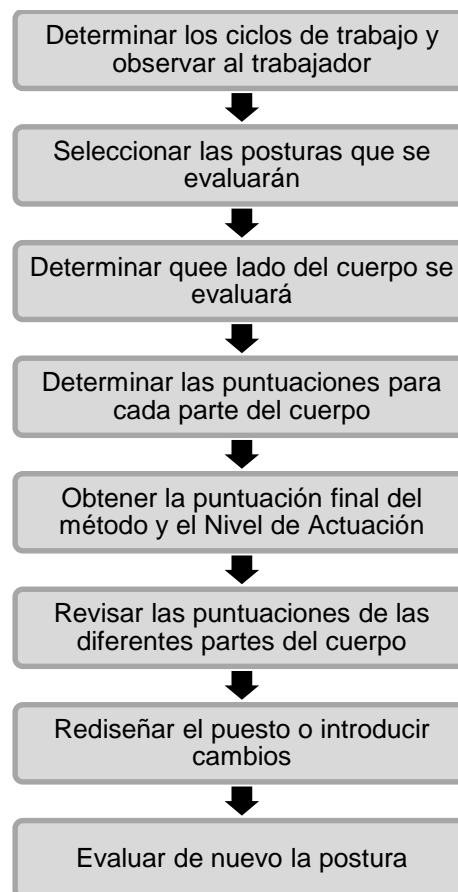 Determinar los ciclos de trabajo y
observar al trabajador
Seleccionar las posturas que se
evaluarán
Determinar quee lado del cuerpo se
evaluará
Determinar las puntuaciones para
cada parte del cuerpo
Obtener la puntuación final del
método y el Nivel de Actuación
Revisar las puntuaciones de las
diferentes partes del cuerpo
Rediseñar el puesto o introducir
cambios
Evaluar de nuevo la postura